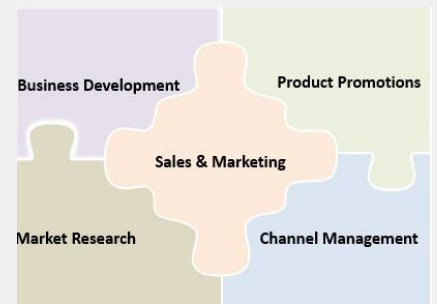 Business Development
Product Promotions
Sales & Marketing
Market Research
Channel Management